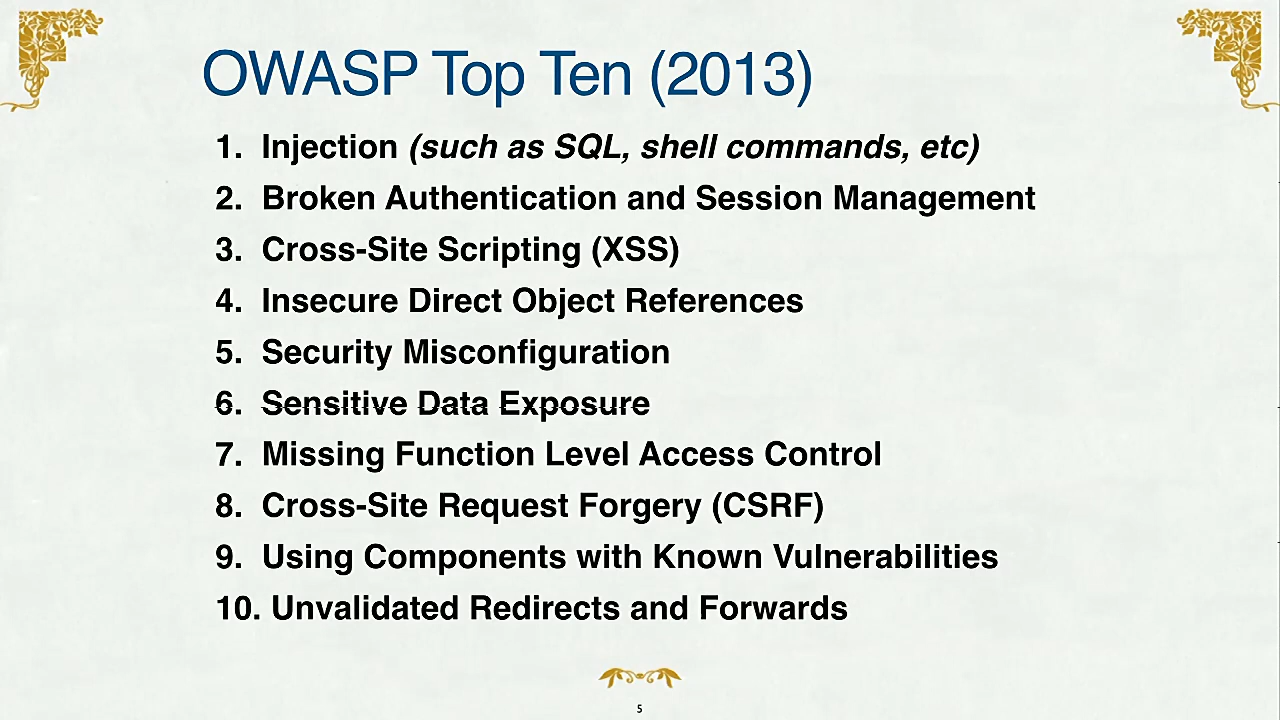 OWASP Top Ten (2013)
1. Injection (such as SQL, shell commands, etc)
2. Broken Authentication and Session Management
3. Cross-Site Scripting (XSS)
4. Insecure Direct Object References
5. Security Misconfiguration
6. Sensitive Data Exposure
7. Missing Function Level Access Control
8. Cross-Site Request Forgery (CSRF)
9. Using Components with Known Vulnerabilities
10. Unvalidated Redirects and Forwards
5